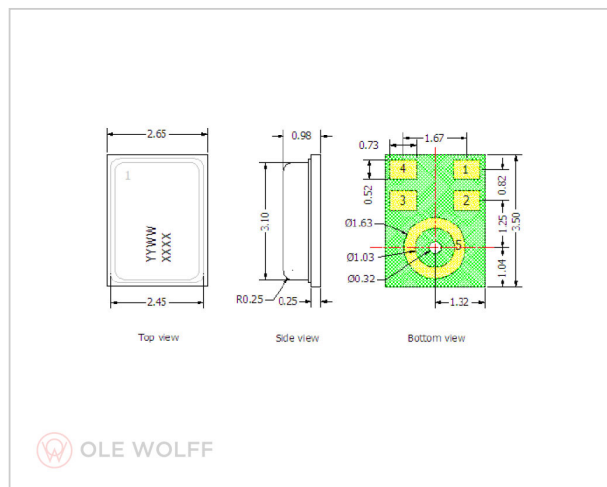 2.65
1
YYWW
XXXX
2.45
Top view
0.98
3.10
R0.25
0.25
Side view
1.67
0.73
4
1
0.52
0.82
3
2
Ø1.63
5
1.25
3.50
Ø1.03
Ø0.32
1.04
1.32
Bottom view
OLE WOLFF